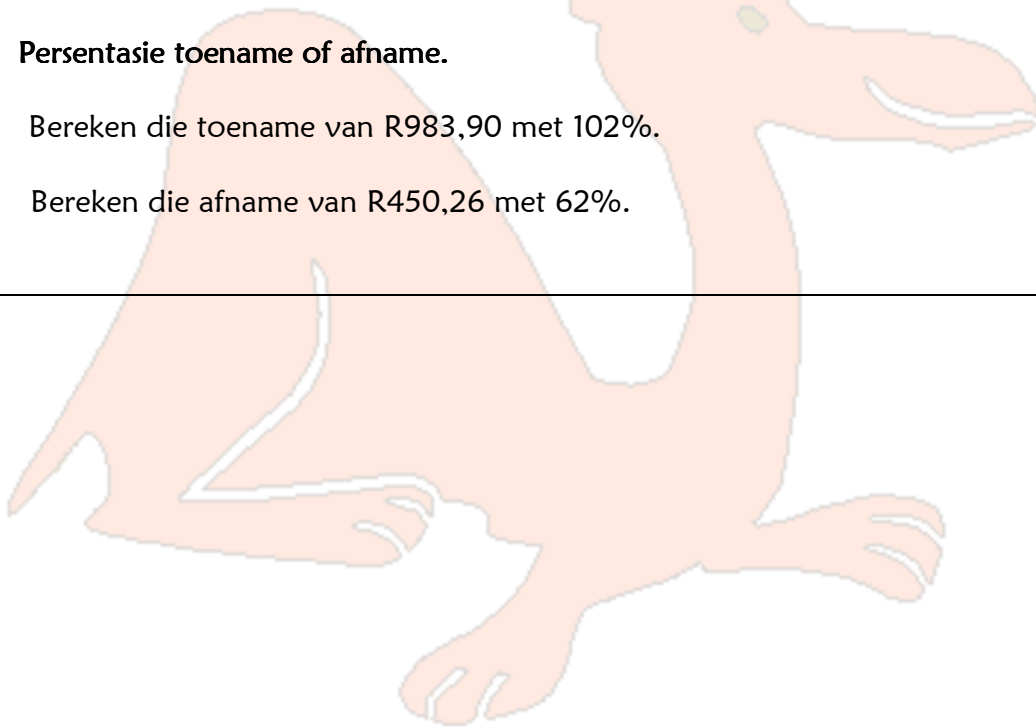 Persentasie toename of afname.
Bereken die toename van R983,90 met 102%.
Bereken die afname van R450,26 met 62%.